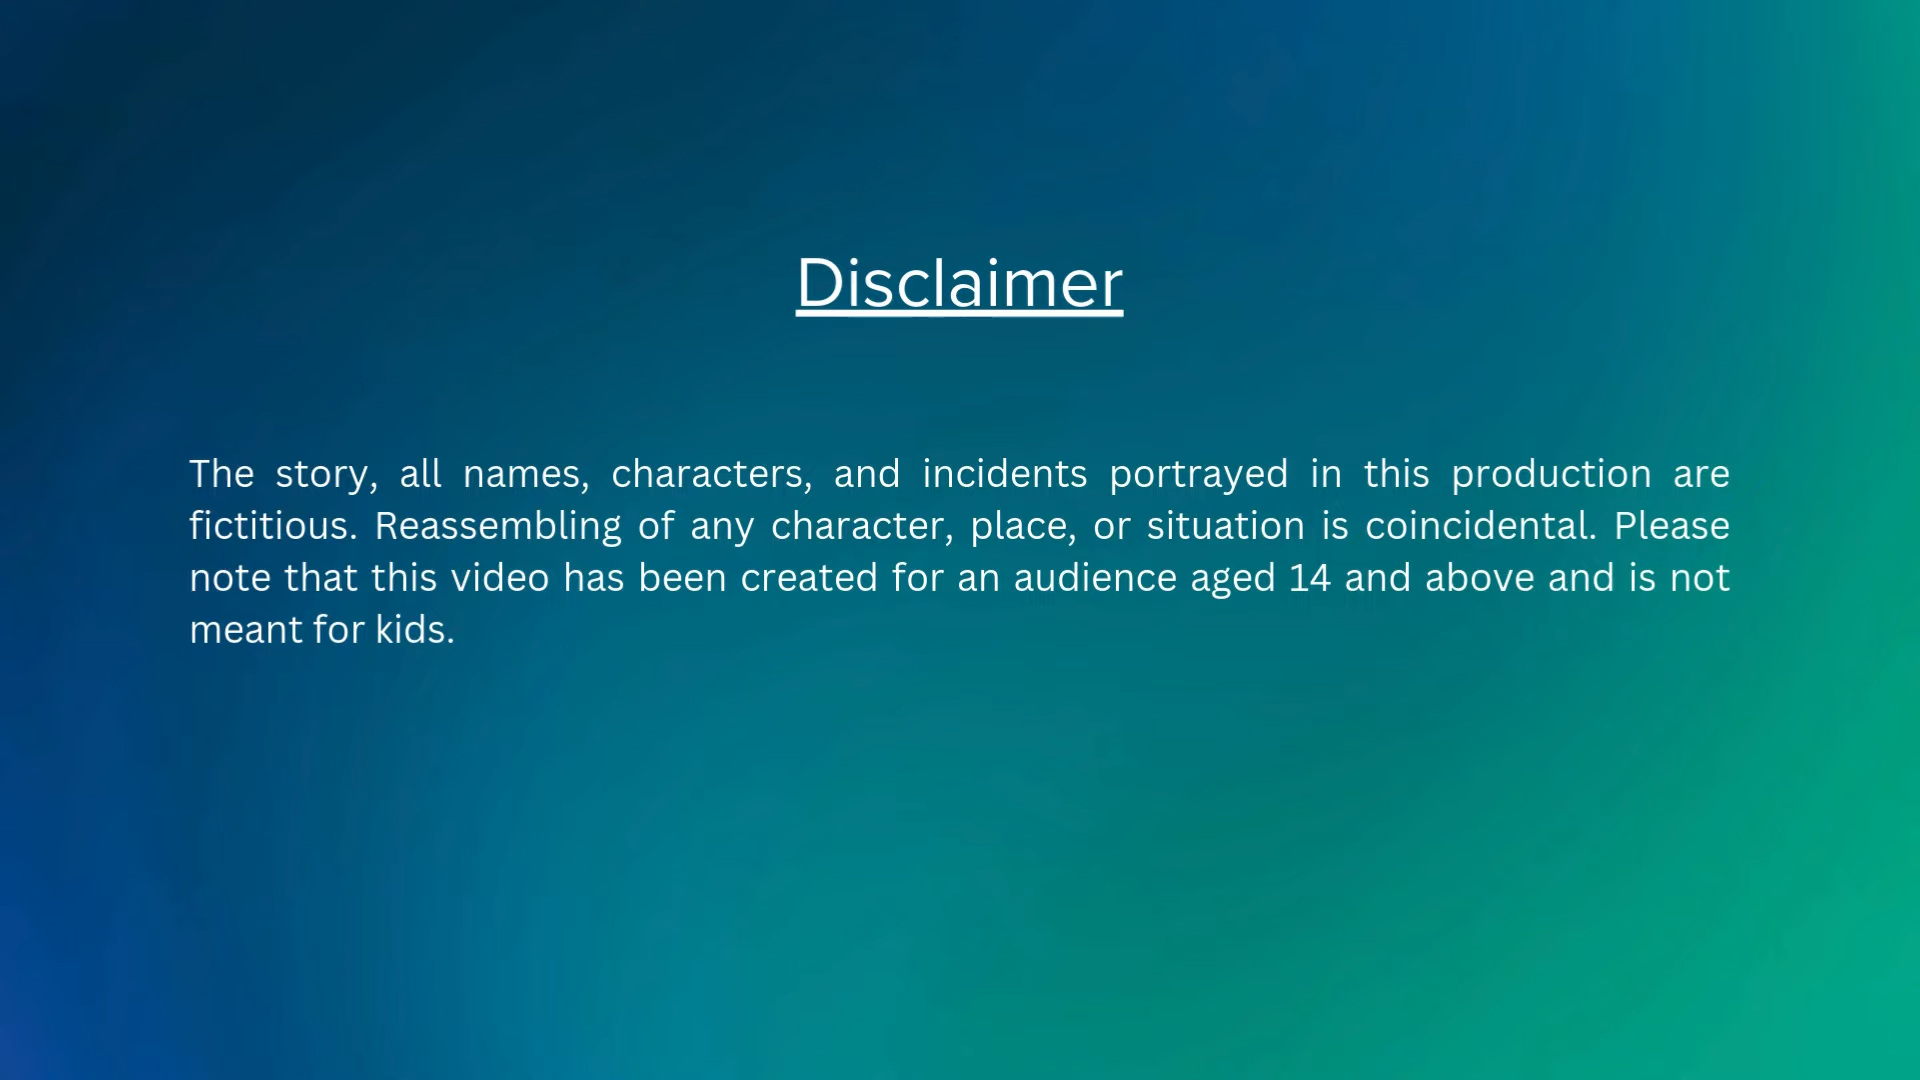 Disclaimer
The story, all names, characters, and incidents portrayed in this production are
fictitious. Reassembling of any character, place, or situation is coincidental. Please
note that this video has been created for an audience aged 14 and above and is not
meant for kids.